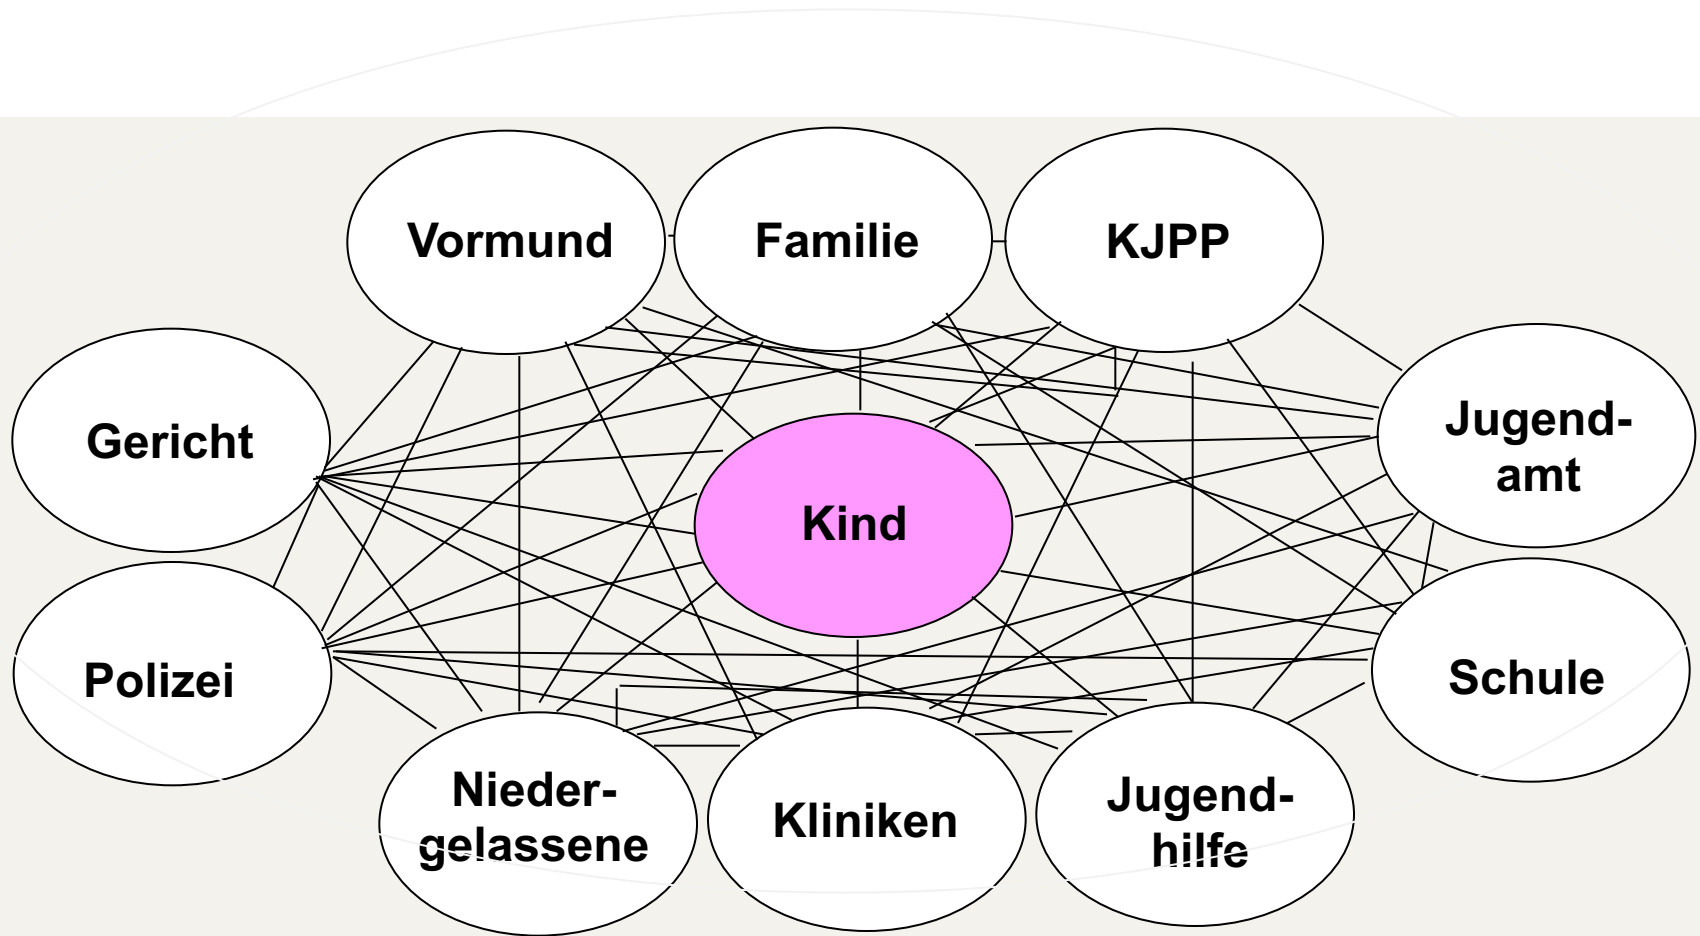 Vormund
Familie
KJPP
Gericht
Jugend-
amt
Kind
Polizei
Schule
Nieder-
gelassene
Kliniken
Jugend-
hilfe